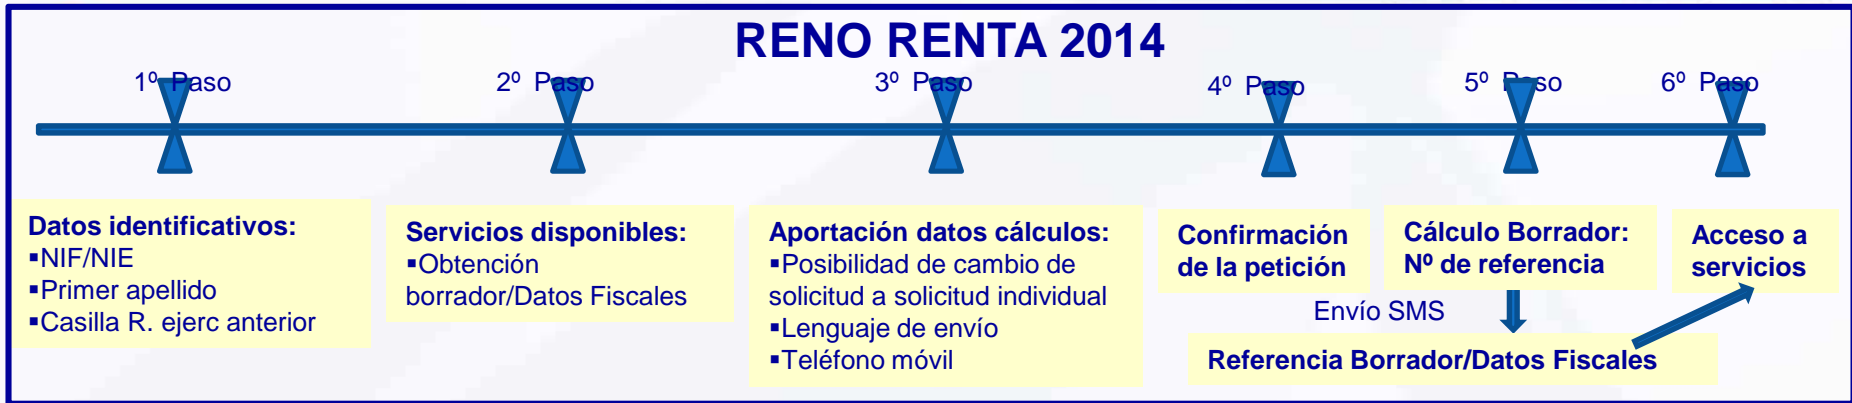 RENO RENTA 2014
1º Paso
2º Paso
3º Paso
4º Paso
5º Paso
6º Paso
Datos identificativos:
▪NIF/NIE
▪Primer apellido
▪Casilla R. ejerc anterior
Servicios disponibles:
▪Obtención
borrador/Datos Fiscales
Aportación datos cálculos:
▪Posibilidad de cambio de
solicitud a solicitud individual
▪Lenguaje de envío
▪Teléfono móvil
Confirmación
de la petición
Cálculo Borrador:
Nº de referencia
Envío SMS
Referencia Borrador/Datos Fiscales
Acceso a
servicios